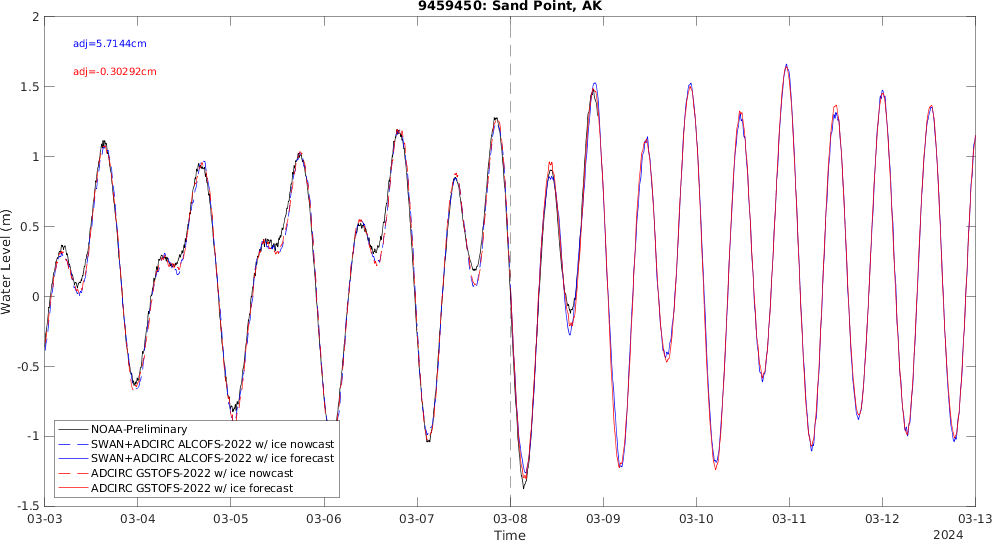 9459450: Sand Point, AK
adj=5.7144cm
adj=-0.30292cm
Water Level (m)
2
1.5
1
0.5
0
-0.5
-1
-1.5
NOAA-Preliminary
SWAN+ADCIRC ALCOFS-2022 w/ ice nowcast
SWAN+ADCIRC ALCOFS-2022 w/ ice forecast
ADCIRC GSTOFS-2022 w/ ice nowcast
ADCIRC GSTOFS-2022 w/ ice forecast
03-03 03-04 03-05 03-06 03-07 03-08 03-09 03-10 03-11 03-12 03-13
Time
2024